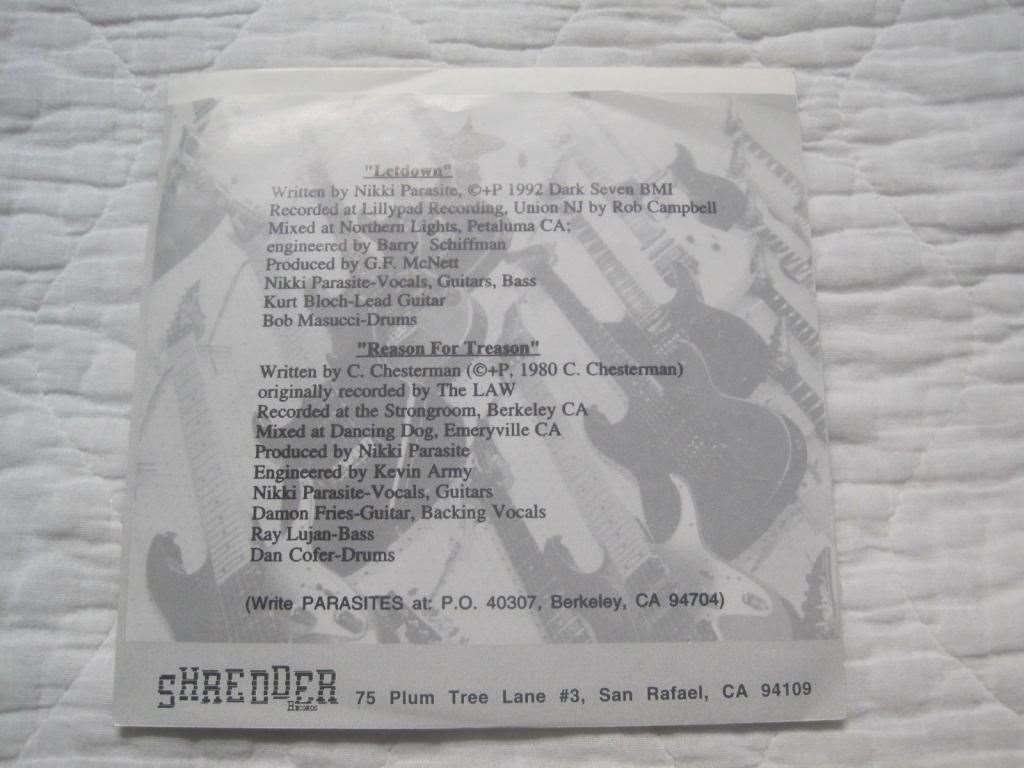 "Letdown"
Written by Nikki Parasite, ©+P 1992 Dark Seven BMI
Recorded at Lillypad Recording, Union NJ by Rob Campbell
Mixed at Northern Lights, Petaluma CA;
engineered by Barry Schiffman
Produced by G.F. McNett
Nikki Parasite-Vocals, Guitars, Bass
Kurt Bloch-Lead Guitar
Bob Masucci-Drums
"Reason For Treason"
Written by C. Chesterman (©+P, 1980 C. Chesterman)
originally recorded by The LAW
Recorded at the Strongroom, Berkeley CA
Mixed at Dancing Dog, Emeryville CA
Produced by Nikki Parasite
Engineered by Kevin Army
Nikki Parasite-Vocals, Guitars
Damon Fries-Guitar, Backing Vocals
Ray Lujan-Bass
Dan Cofer-Drums
(Write PARASITES at: P.O. 40307, Berkeley, CA 94704)
SHREDDER RECORDS 75 Plum Tree Lane #3, San Rafael, CA 94109